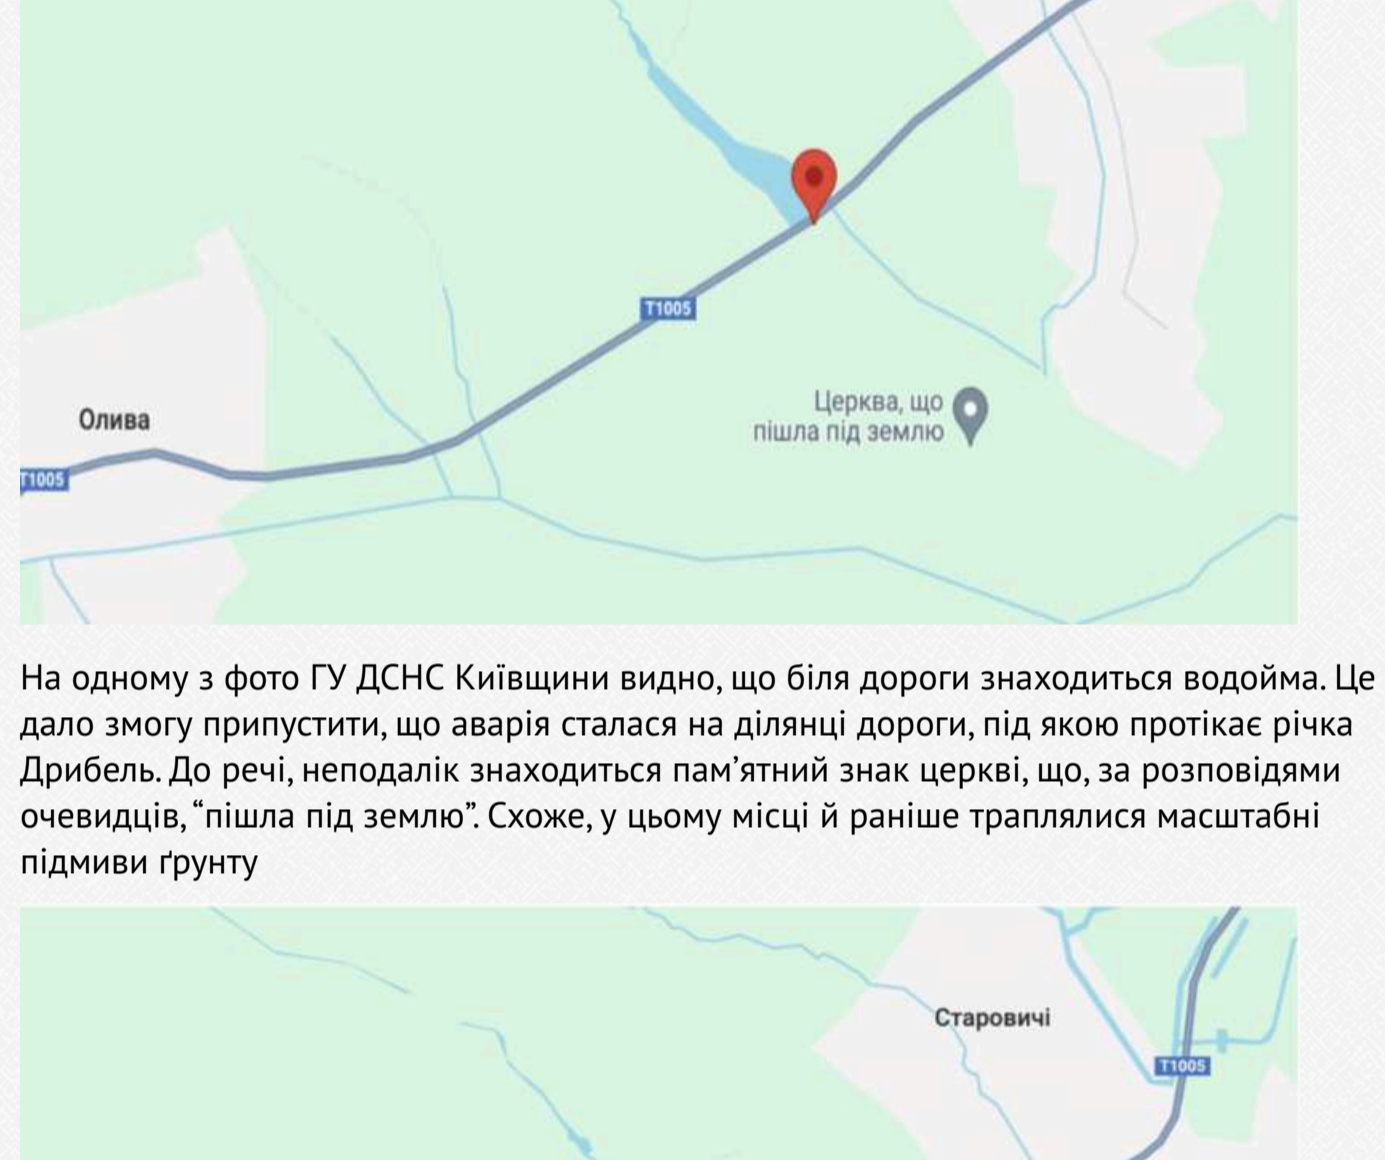 Т1005
Церква, що
пішла під землю
Олива
Т1005
На одному з фото ГУ ДСНС Київщини видно, що біля дороги знаходиться водойма. Це
дало змогу припустити, що аварія сталася на ділянці дороги, під якою протікає річка
Дрибель. До речі, неподалік знаходиться пам’ятний знак церкві, що, за розповідями
очевидців, “пішла під землю”. Схоже, у цьому місці й раніше траплялися масштабні
підмиви ґрунту
Старовичі
Т1005